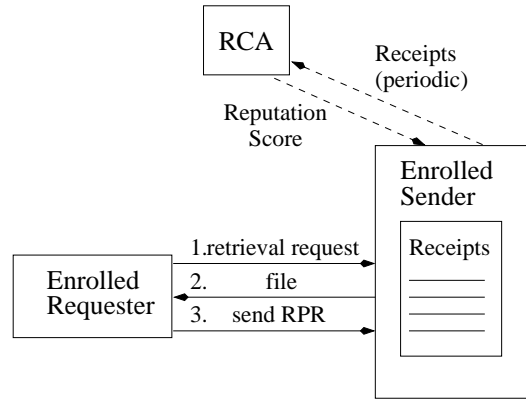 RCA
Receipts
(periodic)
Reputation
Score
Enrolled
Sender
Receipts
1.retrieval request
2. file
3. send RPR
Enrolled
Requester